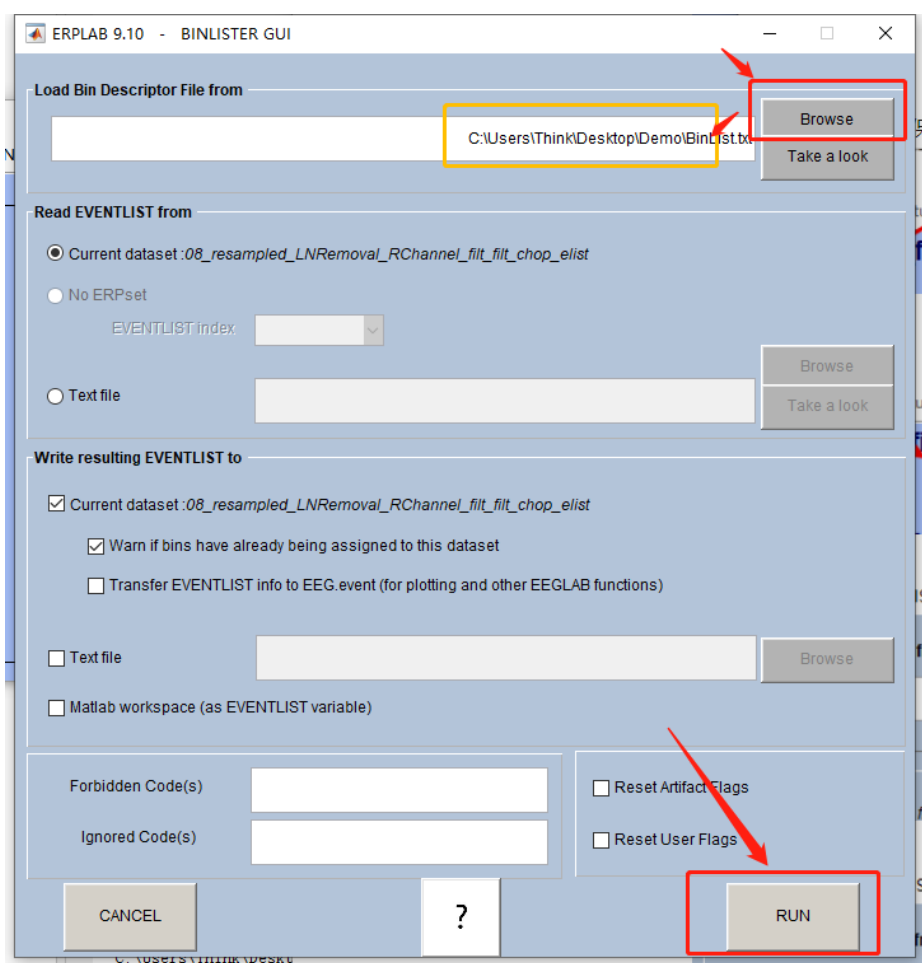 ERPLAB 9.10 - BINLISTER GUI
Load Bin Descriptor File from
Browse
C:\Users\Think\Desktop\Demo\BinList.txt
Take a look
Read EVENTLIST from
Current dataset :08_resampled_LNRemoval_RChannel_filt_filt_chop_elist
No ERPset
EVENTLIST index
Browse
Text file
Take a look
Write resulting EVENTLIST to
Current dataset :08_resampled_LNRemoval_RChannel_filt_filt_chop_elist
Warn if bins have already being assigned to this dataset
Transfer EVENTLIST info to EEG.event (for plotting and other EEGLAB functions)
Text file
Browse
Matlab workspace (as EVENTLIST variable)
Forbidden Code(s)
Reset Artifact Flags
Ignored Code(s)
Reset User Flags
CANCEL
?
RUN